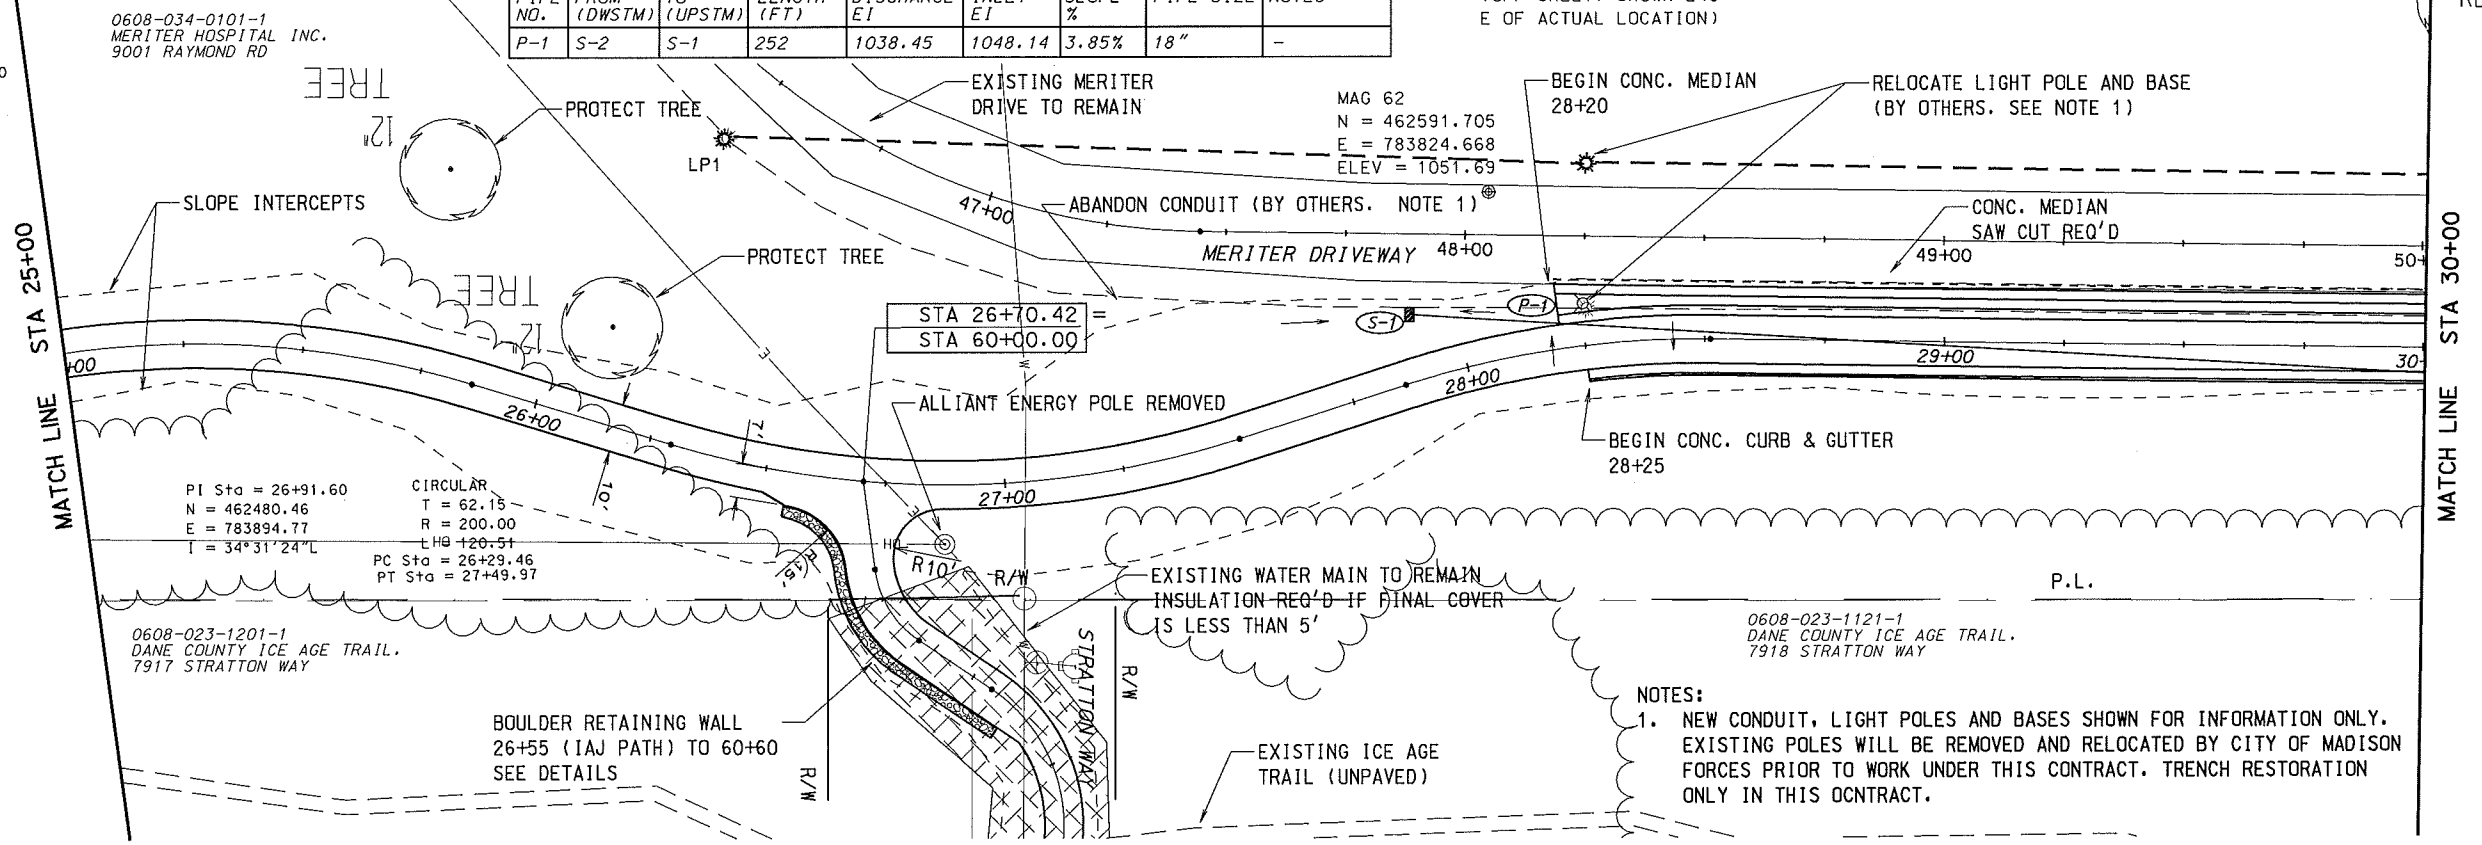 0608-034-0101-1
MERITER HOSPITAL INC.
9001 RAYMOND RD
NO. (DWSTM) (UPSTM) (FT) EI EI %
P-1 S-2 S-1 252 1038.45 1048.14 3.85% 18" -
E OF ACTUAL LOCATION)
TREE
12"
PROTECT TREE
EXISTING MERITER
DRIVE TO REMAIN
MAG 62
N = 462591.705
E = 783824.668
ELEV = 1051.69
BEGIN CONC. MEDIAN
28+20
RELOCATE LIGHT POLE AND BASE
(BY OTHERS. SEE NOTE 1)
LP1
SLOPE INTERCEPTS
47+00
ABANDON CONDUIT (BY OTHERS. NOTE 1)
CONC. MEDIAN
SAW CUT REQ'D
MERITER DRIVEWAY
48+00
49+00
50+
TREE
12"
PROTECT TREE
STA 26+70.42 =
STA 60+00.00
S-1
P-1
MATCH LINE STA 25+00
MATCH LINE STA 30+00
+00
26+00
7'
10'
27+00
28+00
29+00
30
E
W
ALLIANT ENERGY POLE REMOVED
BEGIN CONC. CURB & GUTTER
28+25
PI Sta = 26+91.60
N = 462480.46
E = 783894.77
I = 34°31'24"L
CIRCULAR
T = 62.15
R = 200.00
L = 120.51
PC Sta = 26+29.46
PT Sta = 27+49.97
HO
HO
E
R 15'
R10'
R/W
EXISTING WATER MAIN TO REMAIN
INSULATION REQ'D IF FINAL COVER
IS LESS THAN 5'
W
P.L.
0608-023-1201-1
DANE COUNTY ICE AGE TRAIL.
7917 STRATTON WAY
0608-023-1121-1
DANE COUNTY ICE AGE TRAIL.
7918 STRATTON WAY
STRATTON WAY
R/W
R/W
BOULDER RETAINING WALL
26+55 (IAJ PATH) TO 60+60
SEE DETAILS
EXISTING ICE AGE
TRAIL (UNPAVED)
NOTES:
1. NEW CONDUIT, LIGHT POLES AND BASES SHOWN FOR INFORMATION ONLY.
EXISTING POLES WILL BE REMOVED AND RELOCATED BY CITY OF MADISON
FORCES PRIOR TO WORK UNDER THIS CONTRACT. TRENCH RESTORATION
ONLY IN THIS OCNTRACT.